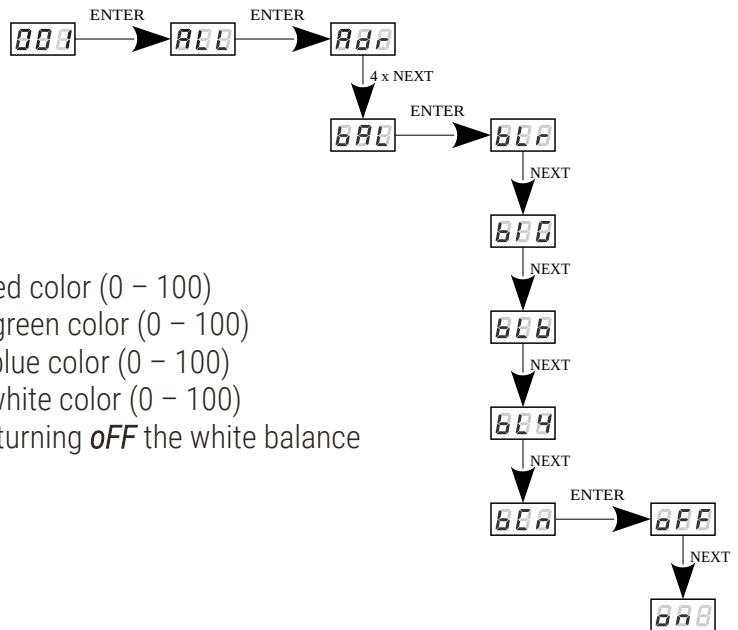 001 ENTER ALL ENTER Adr
4 x NEXT
bAL ENTER bLr
NEXT
bIG
NEXT
bLb
NEXT
bL4
NEXT
bCn ENTER oFF
NEXT
on
ed color (0 – 100)
green color (0 – 100)
blue color (0 – 100)
white color (0 – 100)
turning oFF the white balance